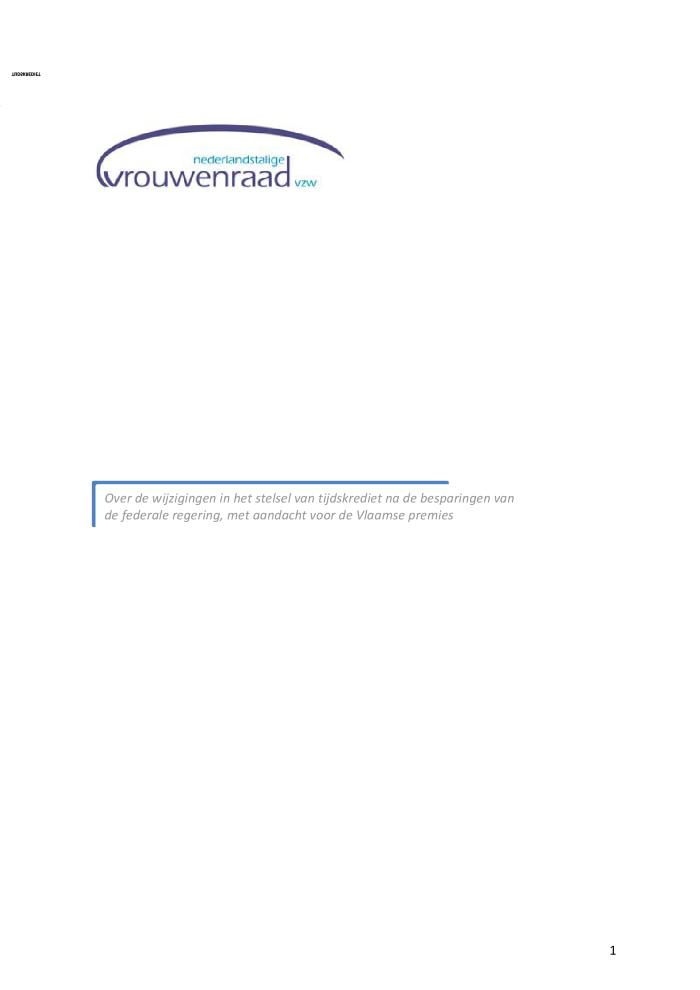 TIJDSKREDIET
nederlandstalige
vrouwenraad vzw
Over de wijzigingen in het stelsel van tijdskrediet na de besparingen van
de federale regering, met aandacht voor de Vlaamse premies
1